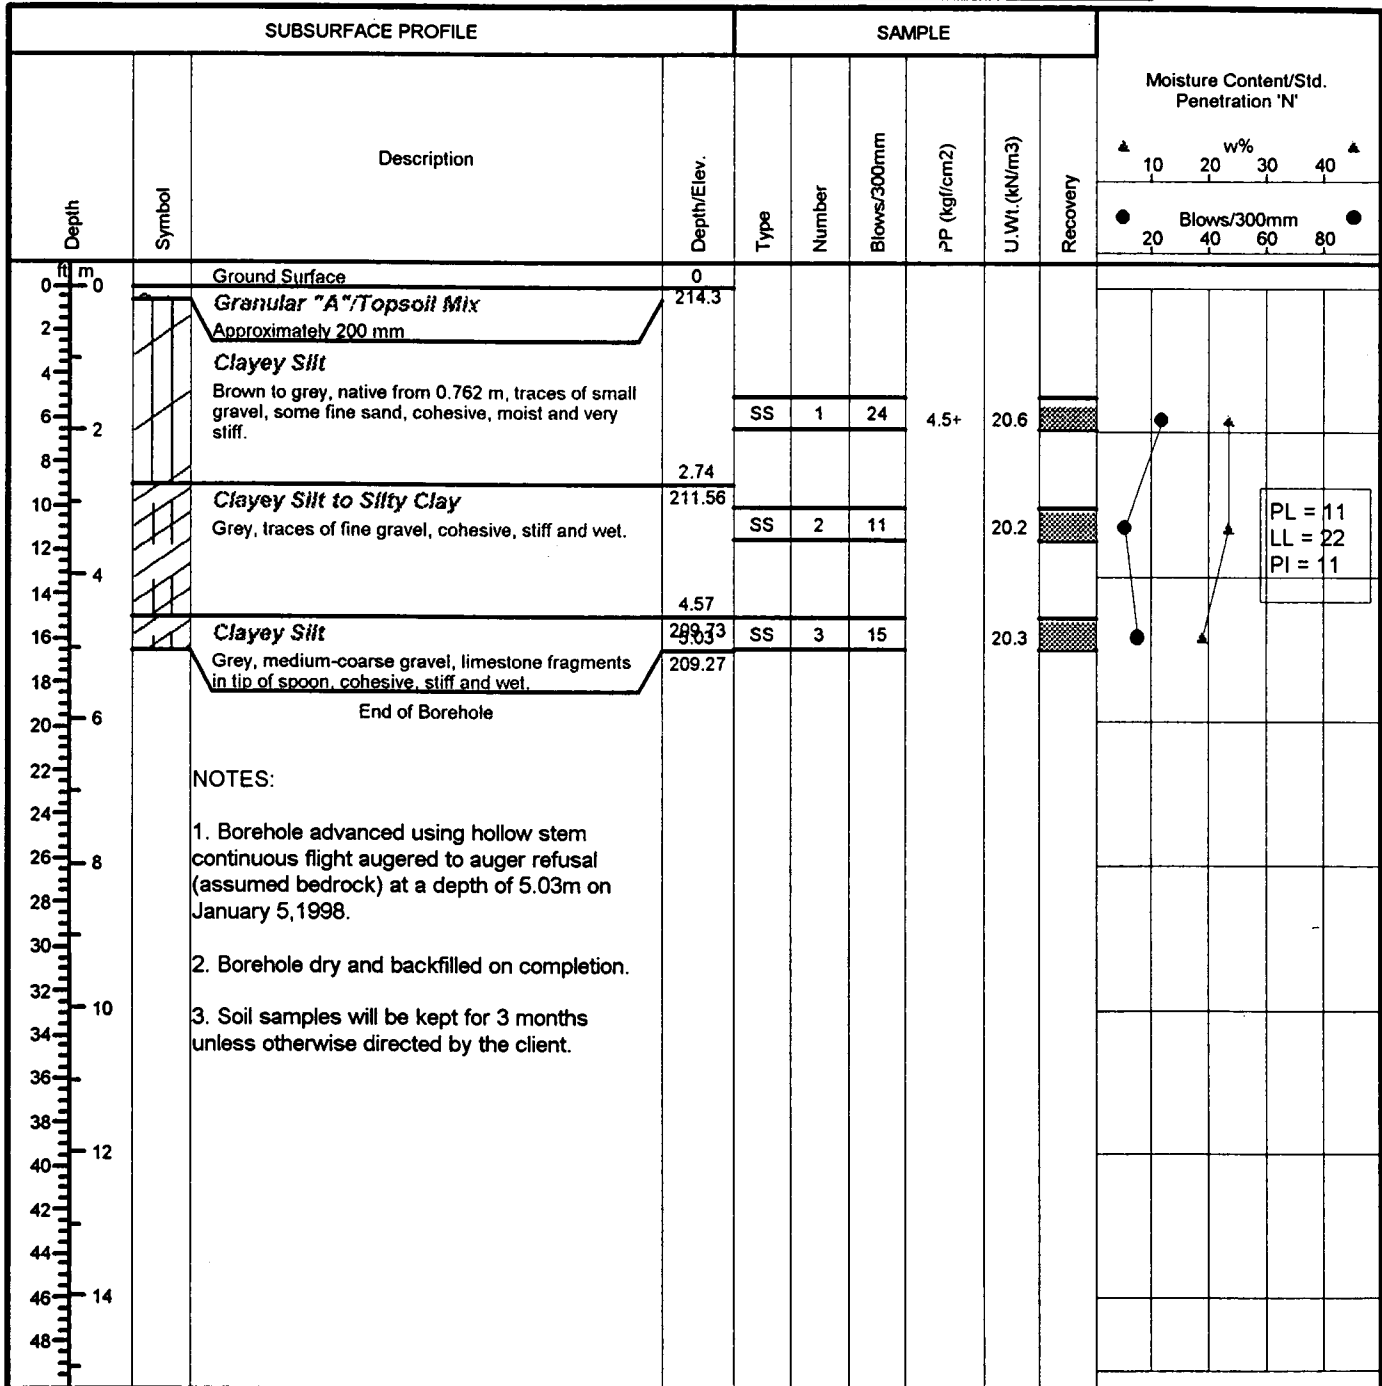 SUBSURFACE PROFILE
SAMPLE
Depth
Symbol
Description
Depth/Elev.
Type
Number
Blows/300mm
PP (kgf/cm2)
U.Wt.(kN/m3)
Recovery
Moisture Content/Std.
Penetration 'N'
w%
10 20 30 40
Blows/300mm
20 40 60 80
ft m
0 0
Ground Surface 0
Granular "A"/Topsoil Mix 214.3
Approximately 200 mm
2
Clayey Silt
4
Brown to grey, native from 0.762 m, traces of small
gravel, some fine sand, cohesive, moist and very
stiff.
SS 1 24 4.5+ 20.6
6
2
8
2.74
Clayey Silt to Silty Clay 211.56
10
Grey, traces of fine gravel, cohesive, stiff and wet.
SS 2 11 20.2
PL = 11
LL = 22
PI = 11
12
4
14
4.57
Clayey Silt 209.73
5.03
SS 3 15 20.3
16
Grey, medium-coarse gravel, limestone fragments
in tip of spoon, cohesive, stiff and wet.
209.27
18
End of Borehole
20 6
22
NOTES:
24
1. Borehole advanced using hollow stem
continuous flight augered to auger refusal
(assumed bedrock) at a depth of 5.03m on
January 5,1998.
26 8
28
30
2. Borehole dry and backfilled on completion.
32
10
3. Soil samples will be kept for 3 months
unless otherwise directed by the client.
34
36
38
40 12
42
44
46 14
48